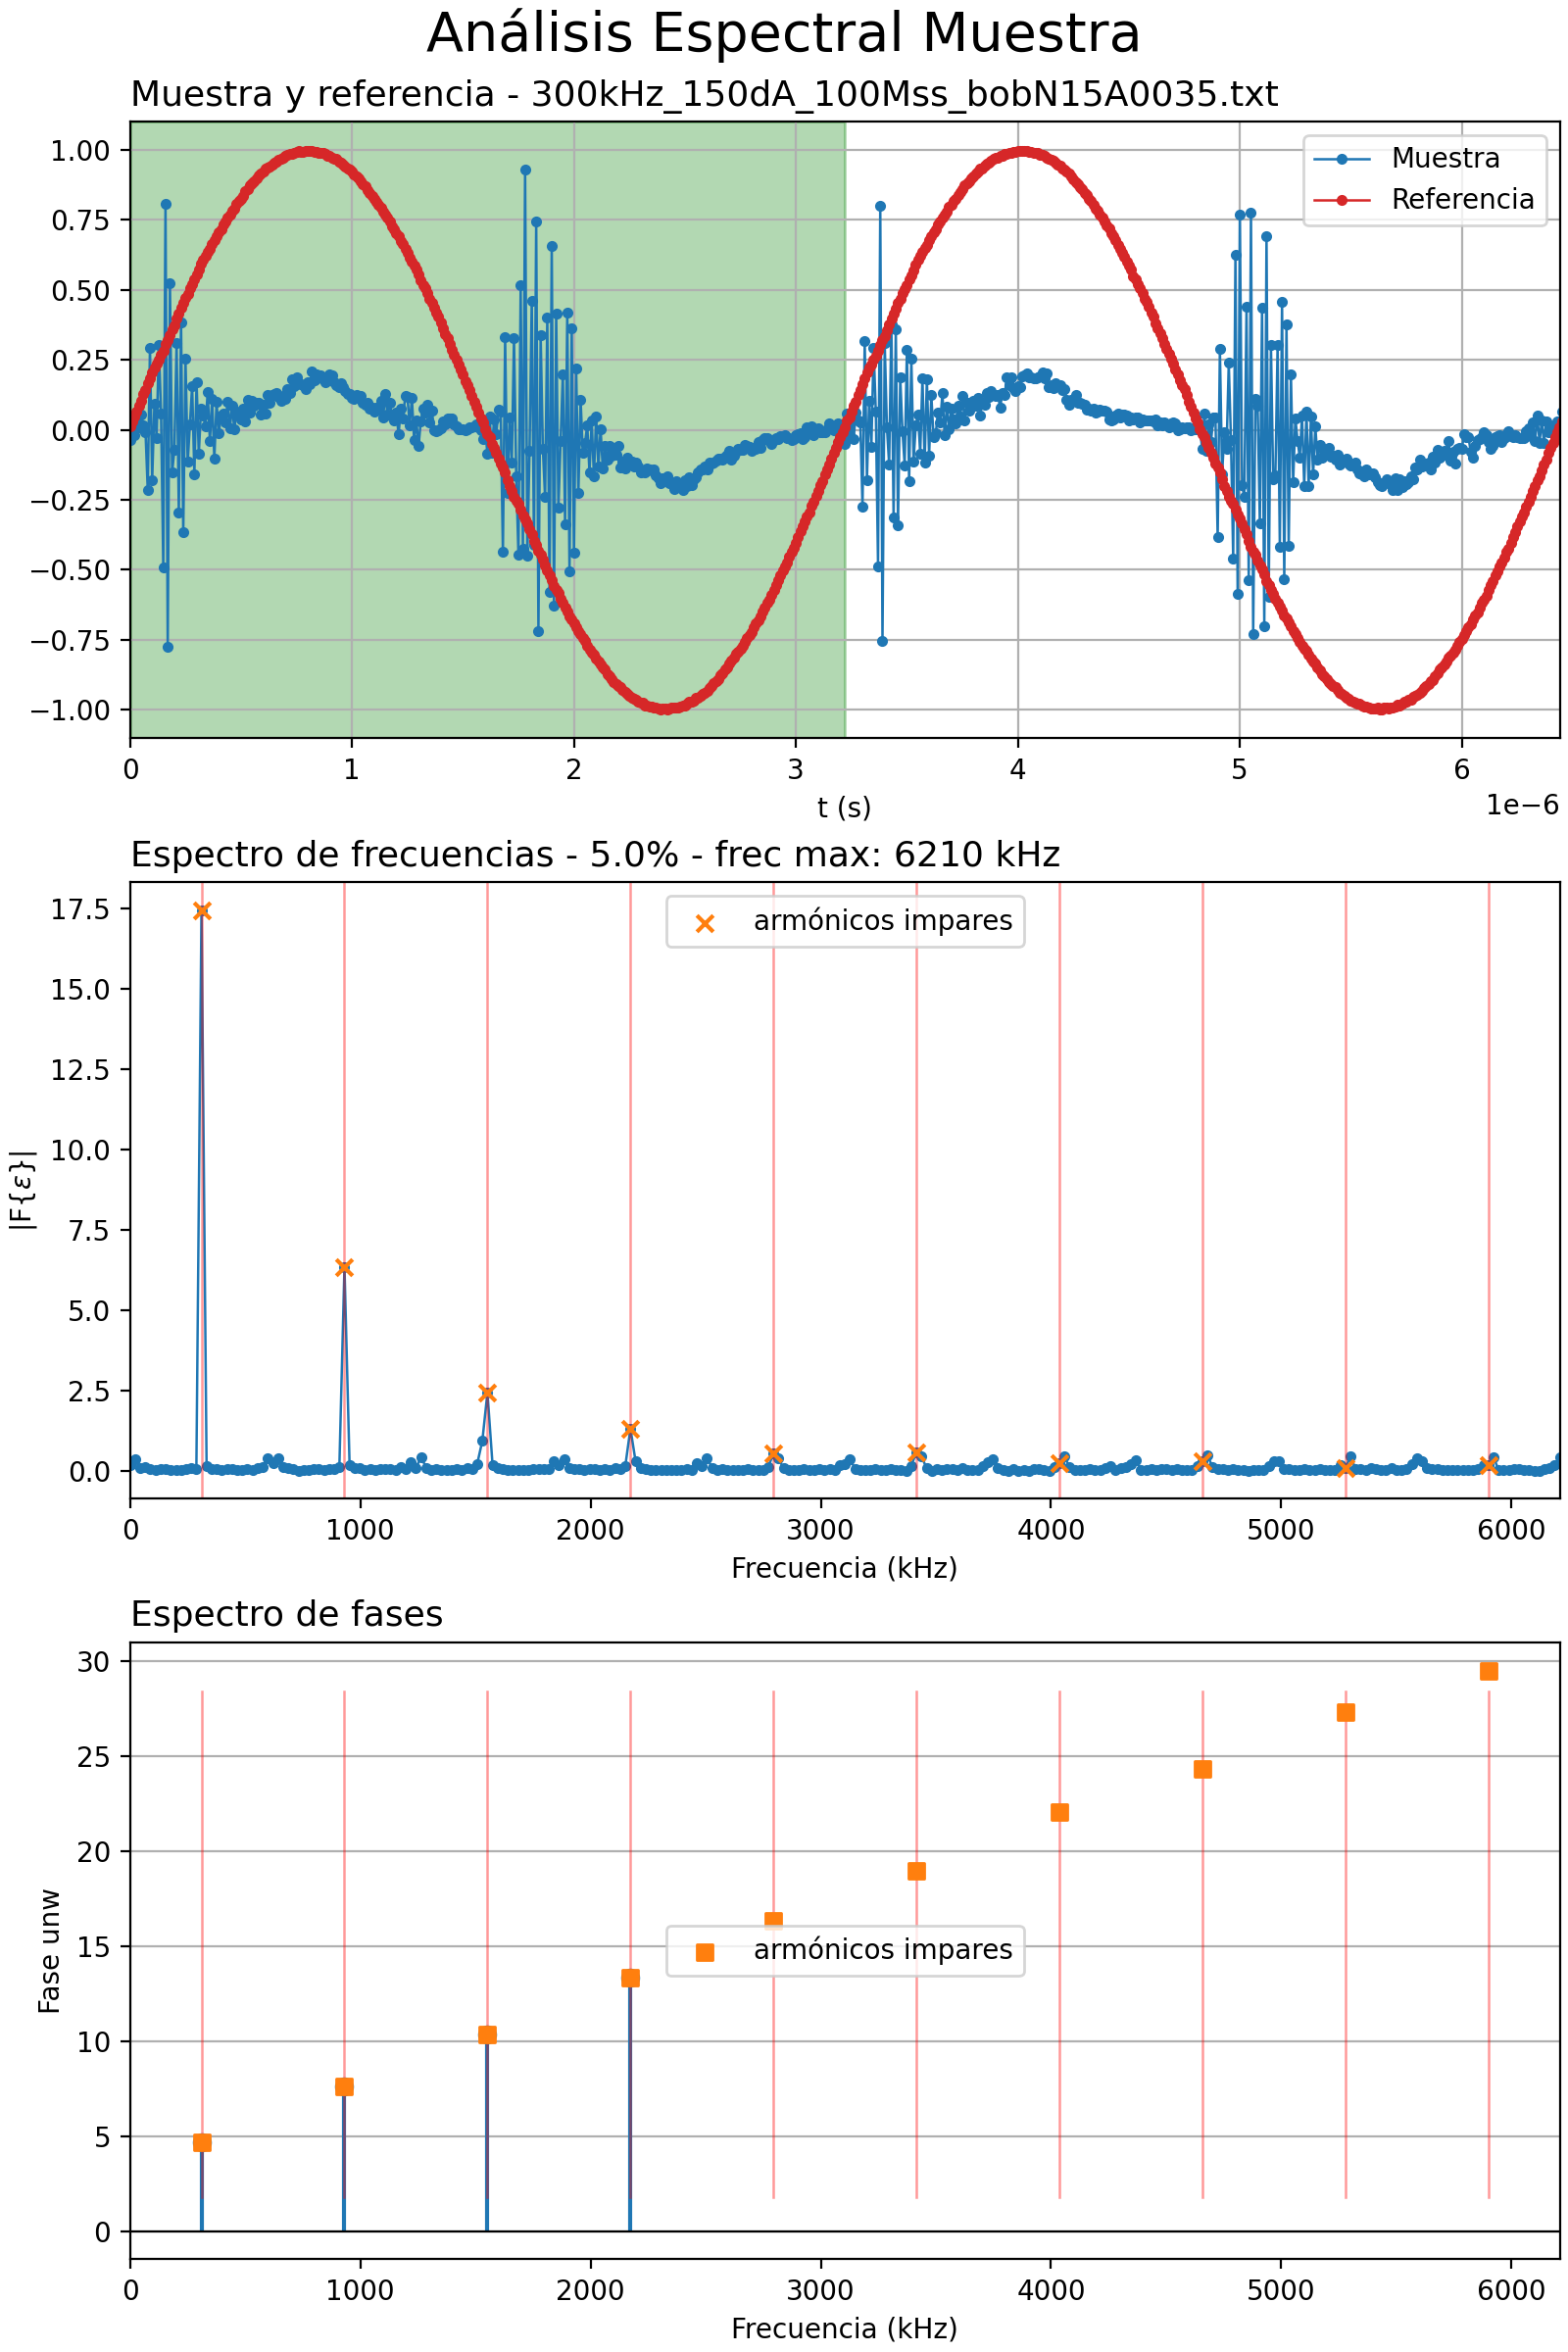 Análisis Espectral Muestra
Muestra y referencia - 300kHz_150dA_100Mss_bobN15A0035.txt
1.00
0.75
0.50
0.25
0.00
−0.25
−0.50
−0.75
−1.00
Muestra
Referencia
0 1 2 3 4 5 6
1e−6
t (s)
Espectro de frecuencias - 5.0% - frec max: 6210 kHz
17.5
15.0
12.5
10.0
7.5
5.0
2.5
0.0
|F{ε}|
armónicos impares
0 1000 2000 3000 4000 5000 6000
Frecuencia (kHz)
Espectro de fases
30
25
20
15
10
5
0
Fase unw
armónicos impares
0 1000 2000 3000 4000 5000 6000
Frecuencia (kHz)